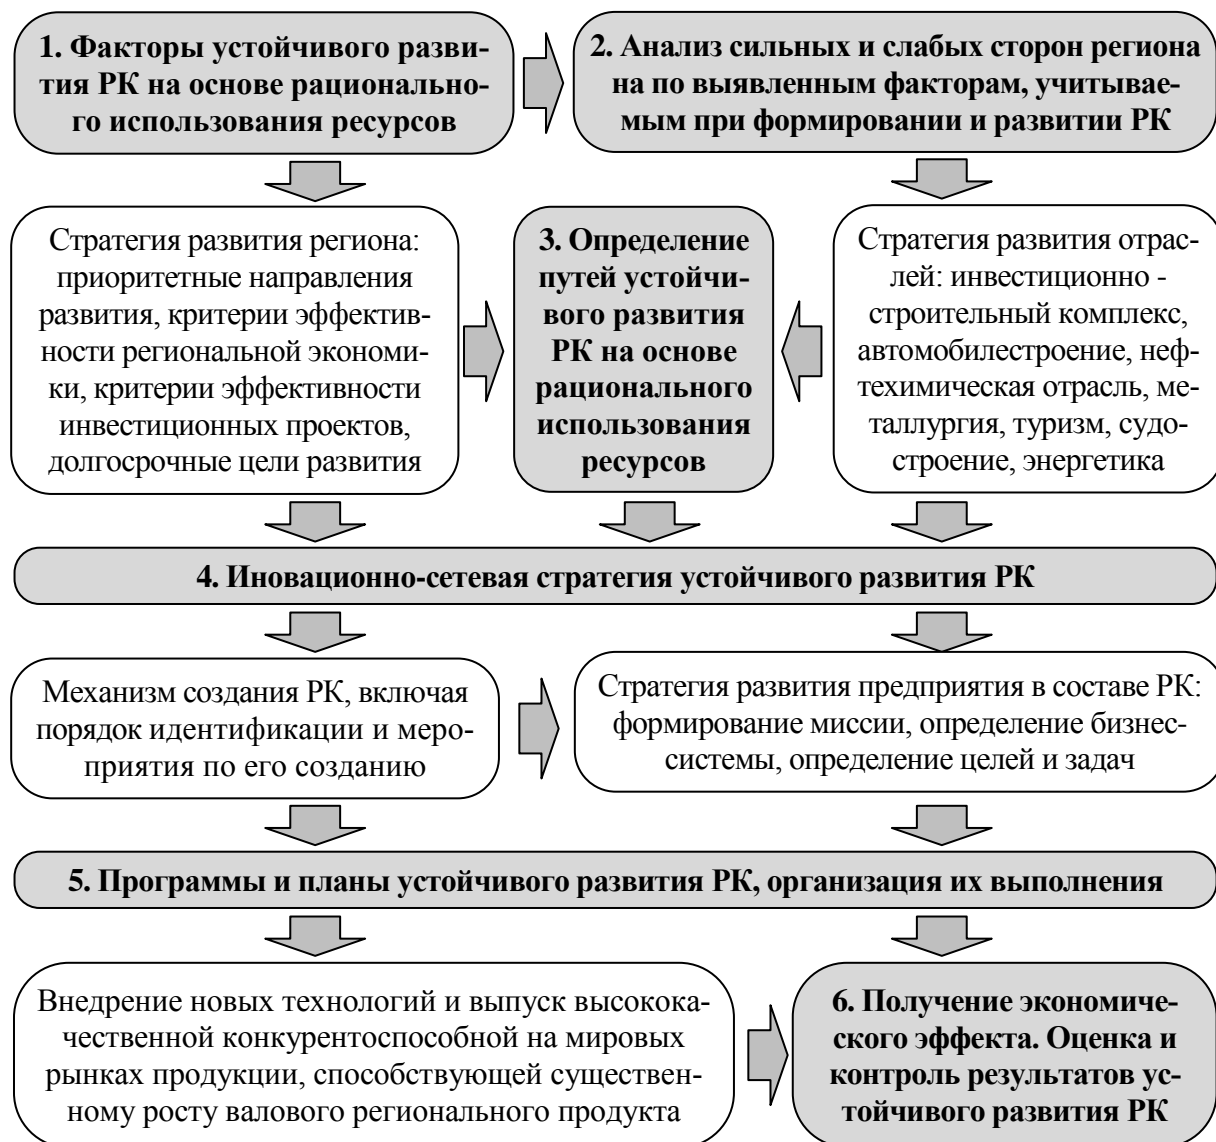 1. Факторы устойчивого разви-
тия РК на основе рационально-
го использования ресурсов
2. Анализ сильных и слабых сторон региона
на по выявленным факторам, учитывае-
мым при формировании и развитии РК
Стратегия развития региона:
приоритетные направления
развития, критерии эффектив-
ности региональной экономи-
ки, критерии эффективности
инвестиционных проектов,
долгосрочные цели развития
3. Определение
путей устойчи-
вого развития
РК на основе
рационального
использования
ресурсов
Стратегия развития отрас-
лей: инвестиционно -
строительный комплекс,
автомобилестроение, неф-
техимическая отрасль, ме-
таллургия, туризм, судо-
строение, энергетика
4. Иновационно-сетевая стратегия устойчивого развития РК
Механизм создания РК, включая
порядок идентификации и меро-
приятия по его созданию
Стратегия развития предприятия в составе РК:
формирование миссии, определение бизнес-
системы, определение целей и задач
5. Программы и планы устойчивого развития РК, организация их выполнения
Внедрение новых технологий и выпуск высокока-
чественной конкурентоспособной на мировых
рынках продукции, способствующей существен-
ному росту валового регионального продукта
6. Получение экономиче-
ского эффекта. Оценка и
контроль результатов ус-
тойчивого развития РК